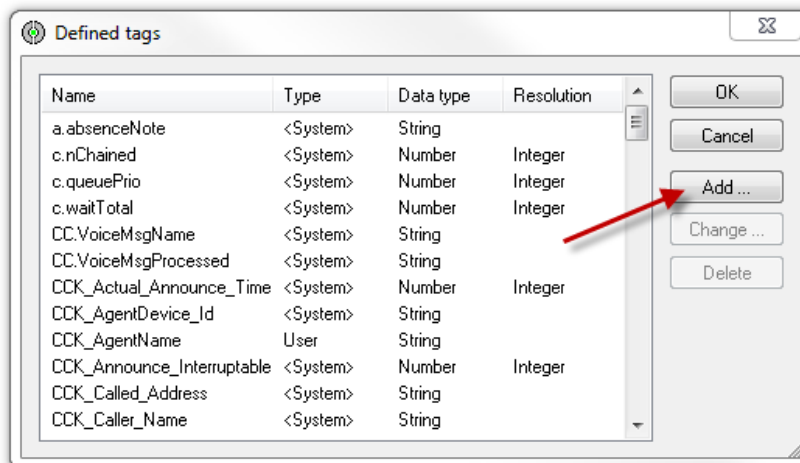 Defined tags
Name Type Data type Resolution
a.absenceNote <System> String
c.nChained <System> Number Integer
c.queuePrio <System> Number Integer
c.waitTotal <System> Number Integer
CC.VoiceMsgName <System> String
CC.VoiceMsgProcessed <System> String
CCK_Actual_Announce_Time <System> Number Integer
CCK_AgentDevice_Id <System> String
CCK_AgentName User String
CCK_Announce_Interruptable <System> Number Integer
CCK_Called_Address <System> String
CCK_Caller_Name <System> String
OK
Cancel
Add ...
Change ...
Delete